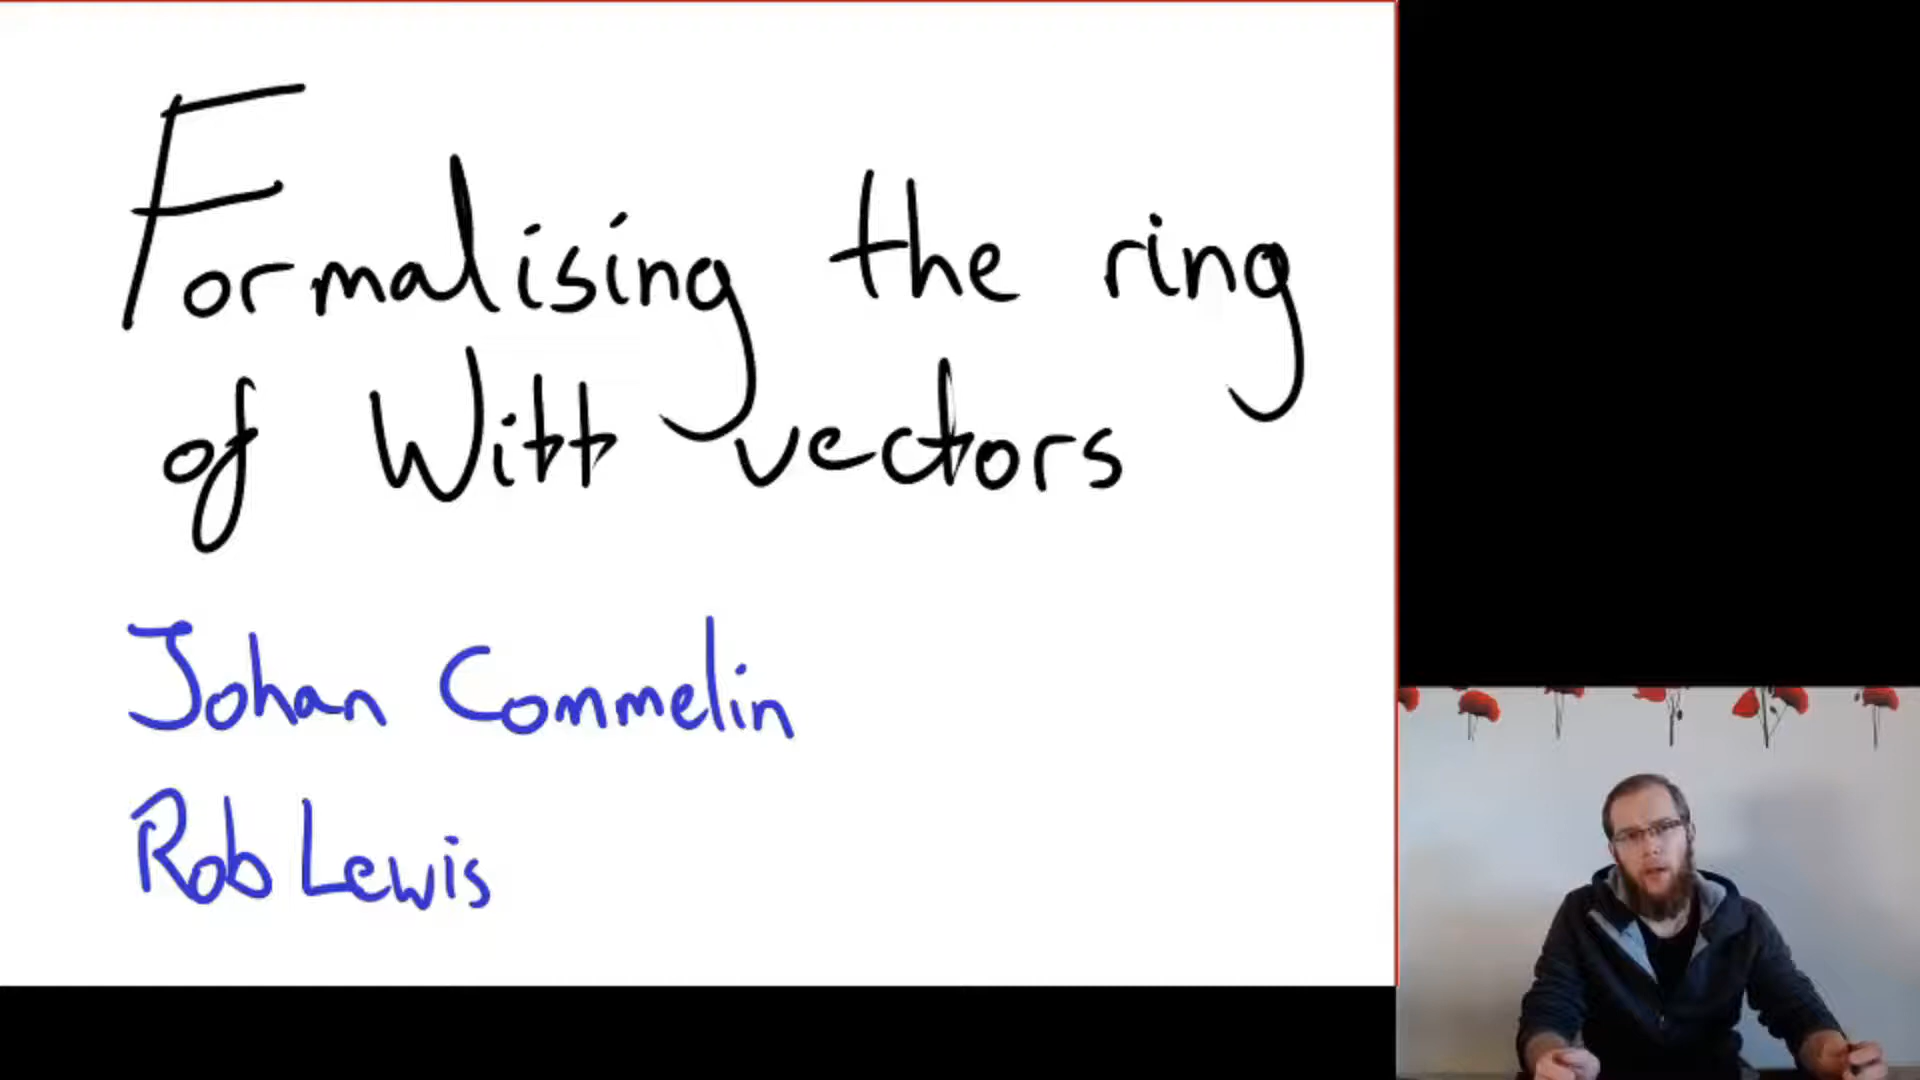 Formalising the ring
of Witt vectors
Johan Commelin
Rob Lewis